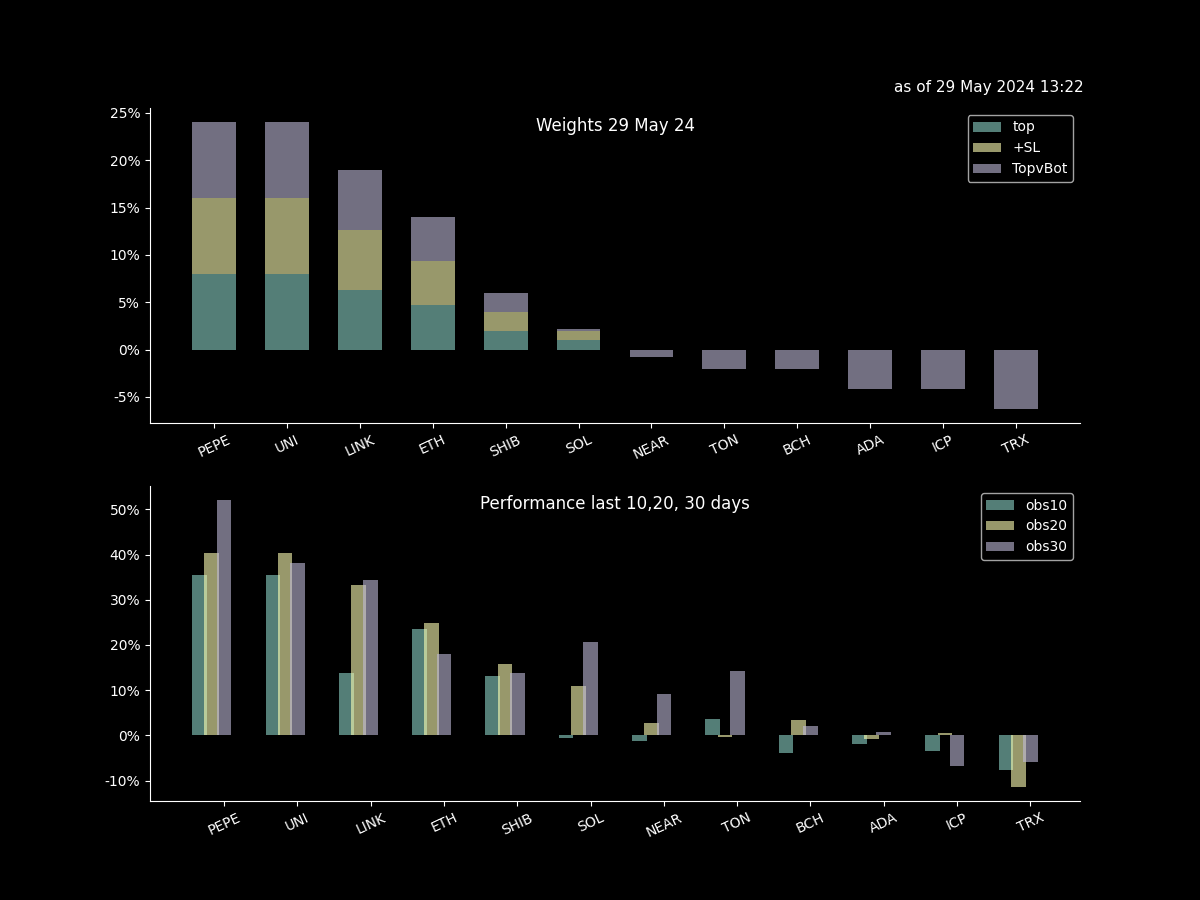 as of 29 May 2024 13:22
Weights 29 May 24
top
+SL
TopvBot
25%
20%
15%
10%
5%
0%
-5%
PEPE UNI LINK ETH SHIB SOL NEAR TON BCH ADA ICP TRX
Performance last 10,20, 30 days
obs10
obs20
obs30
50%
40%
30%
20%
10%
0%
-10%
PEPE UNI LINK ETH SHIB SOL NEAR TON BCH ADA ICP TRX